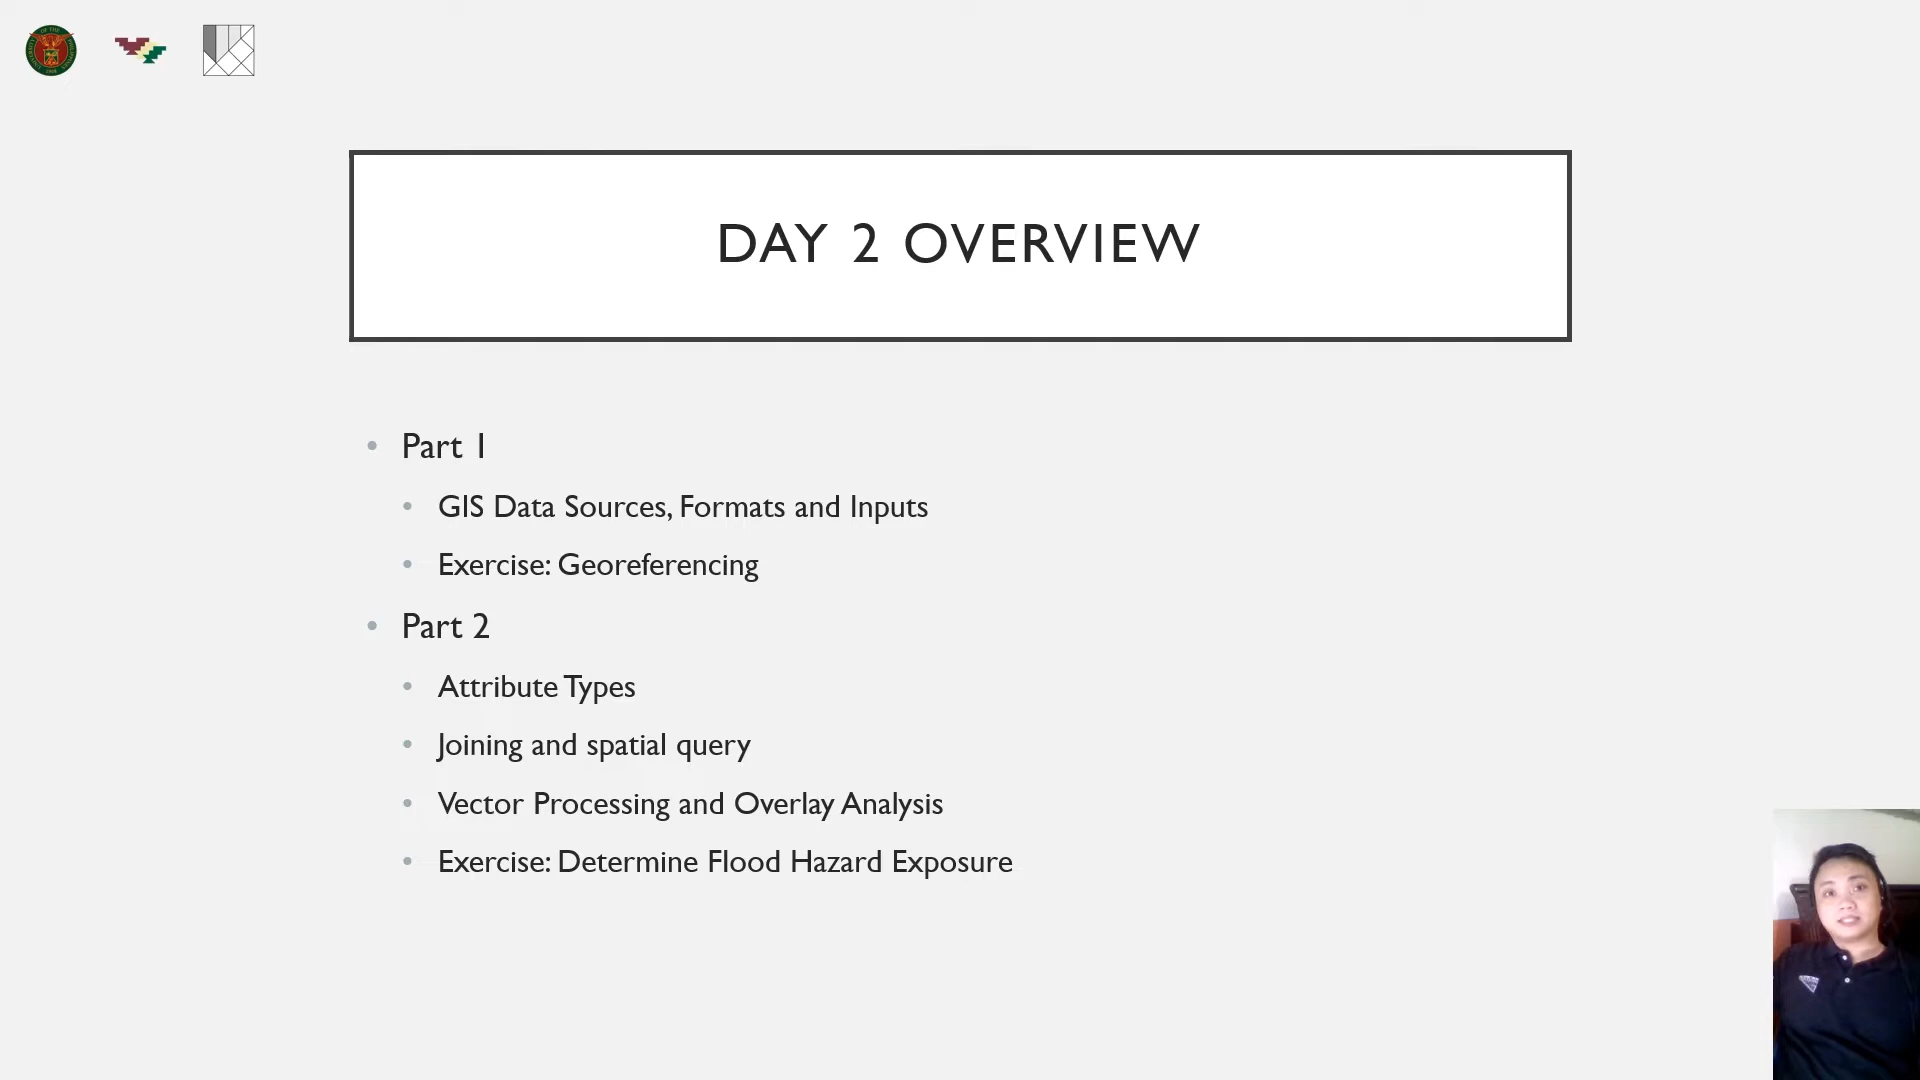 DAY 2 OVERVIEW
Part 1
GIS Data Sources, Formats and Inputs
Exercise: Georeferencing
Part 2
Attribute Types
Joining and spatial query
Vector Processing and Overlay Analysis
Exercise: Determine Flood Hazard Exposure